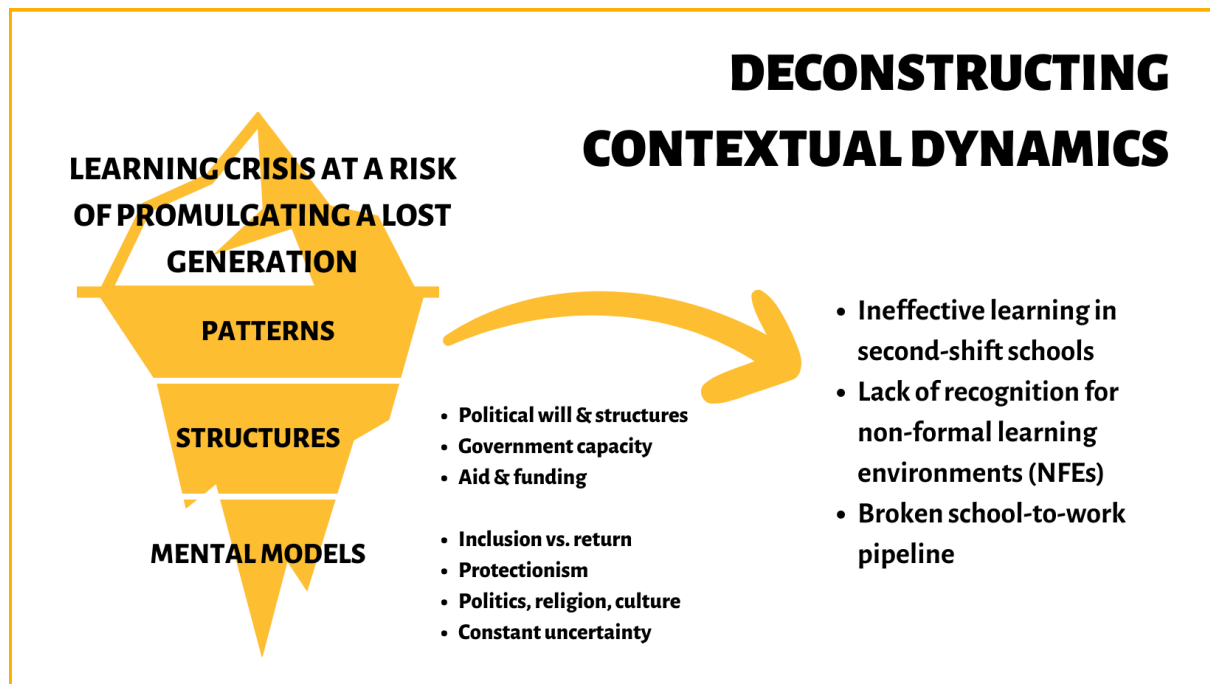 DECONSTRUCTING
CONTEXTUAL DYNAMICS
LEARNING CRISIS AT A RISK
OF PROMULGATING A LOST
GENERATION
PATTERNS
• Ineffective learning in
second-shift schools
• Lack of recognition for
non-formal learning
environments (NFEs)
• Broken school-to-work
pipeline
STRUCTURES
• Political will & structures
• Government capacity
• Aid & funding
MENTAL MODELS
• Inclusion vs. return
• Protectionism
• Politics, religion, culture
• Constant uncertainty